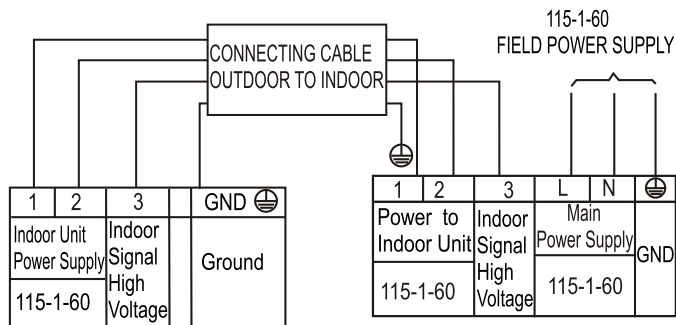 115-1-60
FIELD POWER SUPPLY
CONNECTING CABLE
OUTDOOR TO INDOOR
1 2 3 GND
Indoor Unit
Power Supply
115-1-60
Indoor
Signal
High
Voltage
Ground
1 2 3 L N
Power to
Indoor Unit
115-1-60
Indoor
Signal
High
Voltage
Main
Power Supply
115-1-60
GND